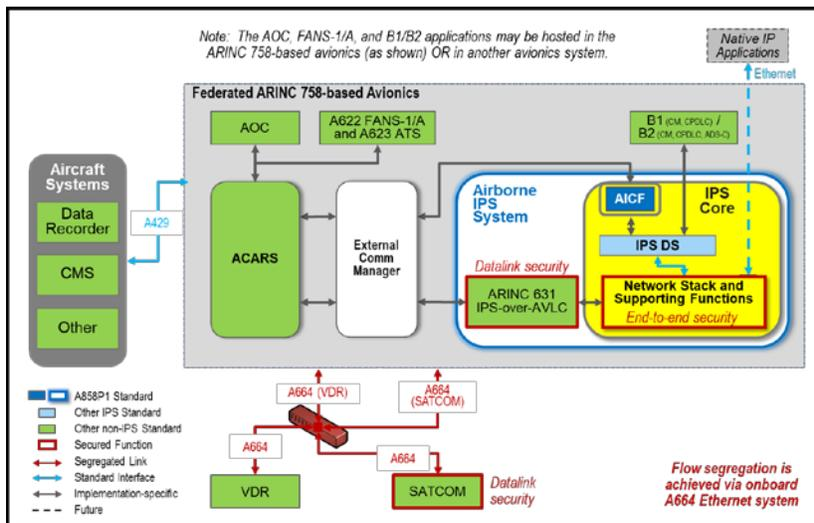 Note: The AOC, FANS-1/A, and B1/B2 applications may be hosted in the
ARINC 758-based avionics (as shown) OR in another avionics system.
Native IP
Applications
Ethernet
Federated ARINC 758-based Avionics
AOC
A622 FANS-1/A
and A623 ATS
B1 (CM, CPDLC) /
B2 (CM, CPDLC, ADS-C)
Aircraft
Systems
Data
Recorder
CMS
Other
A429
ACARS
External
Comm
Manager
Airborne
IPS
System
AICF
IPS
Core
IPS DS
Datalink security
ARINC 631
IPS-over-AVLC
Network Stack and
Supporting Functions
End-to-end security
A858P1 Standard
Other IPS Standard
Other non-IPS Standard
Secured Function
Segregated Link
Standard Interface
Implementation-specific
Future
A664 (VDR)
A664
(SATCOM)
A664
A664
VDR
SATCOM
Datalink
security
Flow segregation is
achieved via onboard
A664 Ethernet system